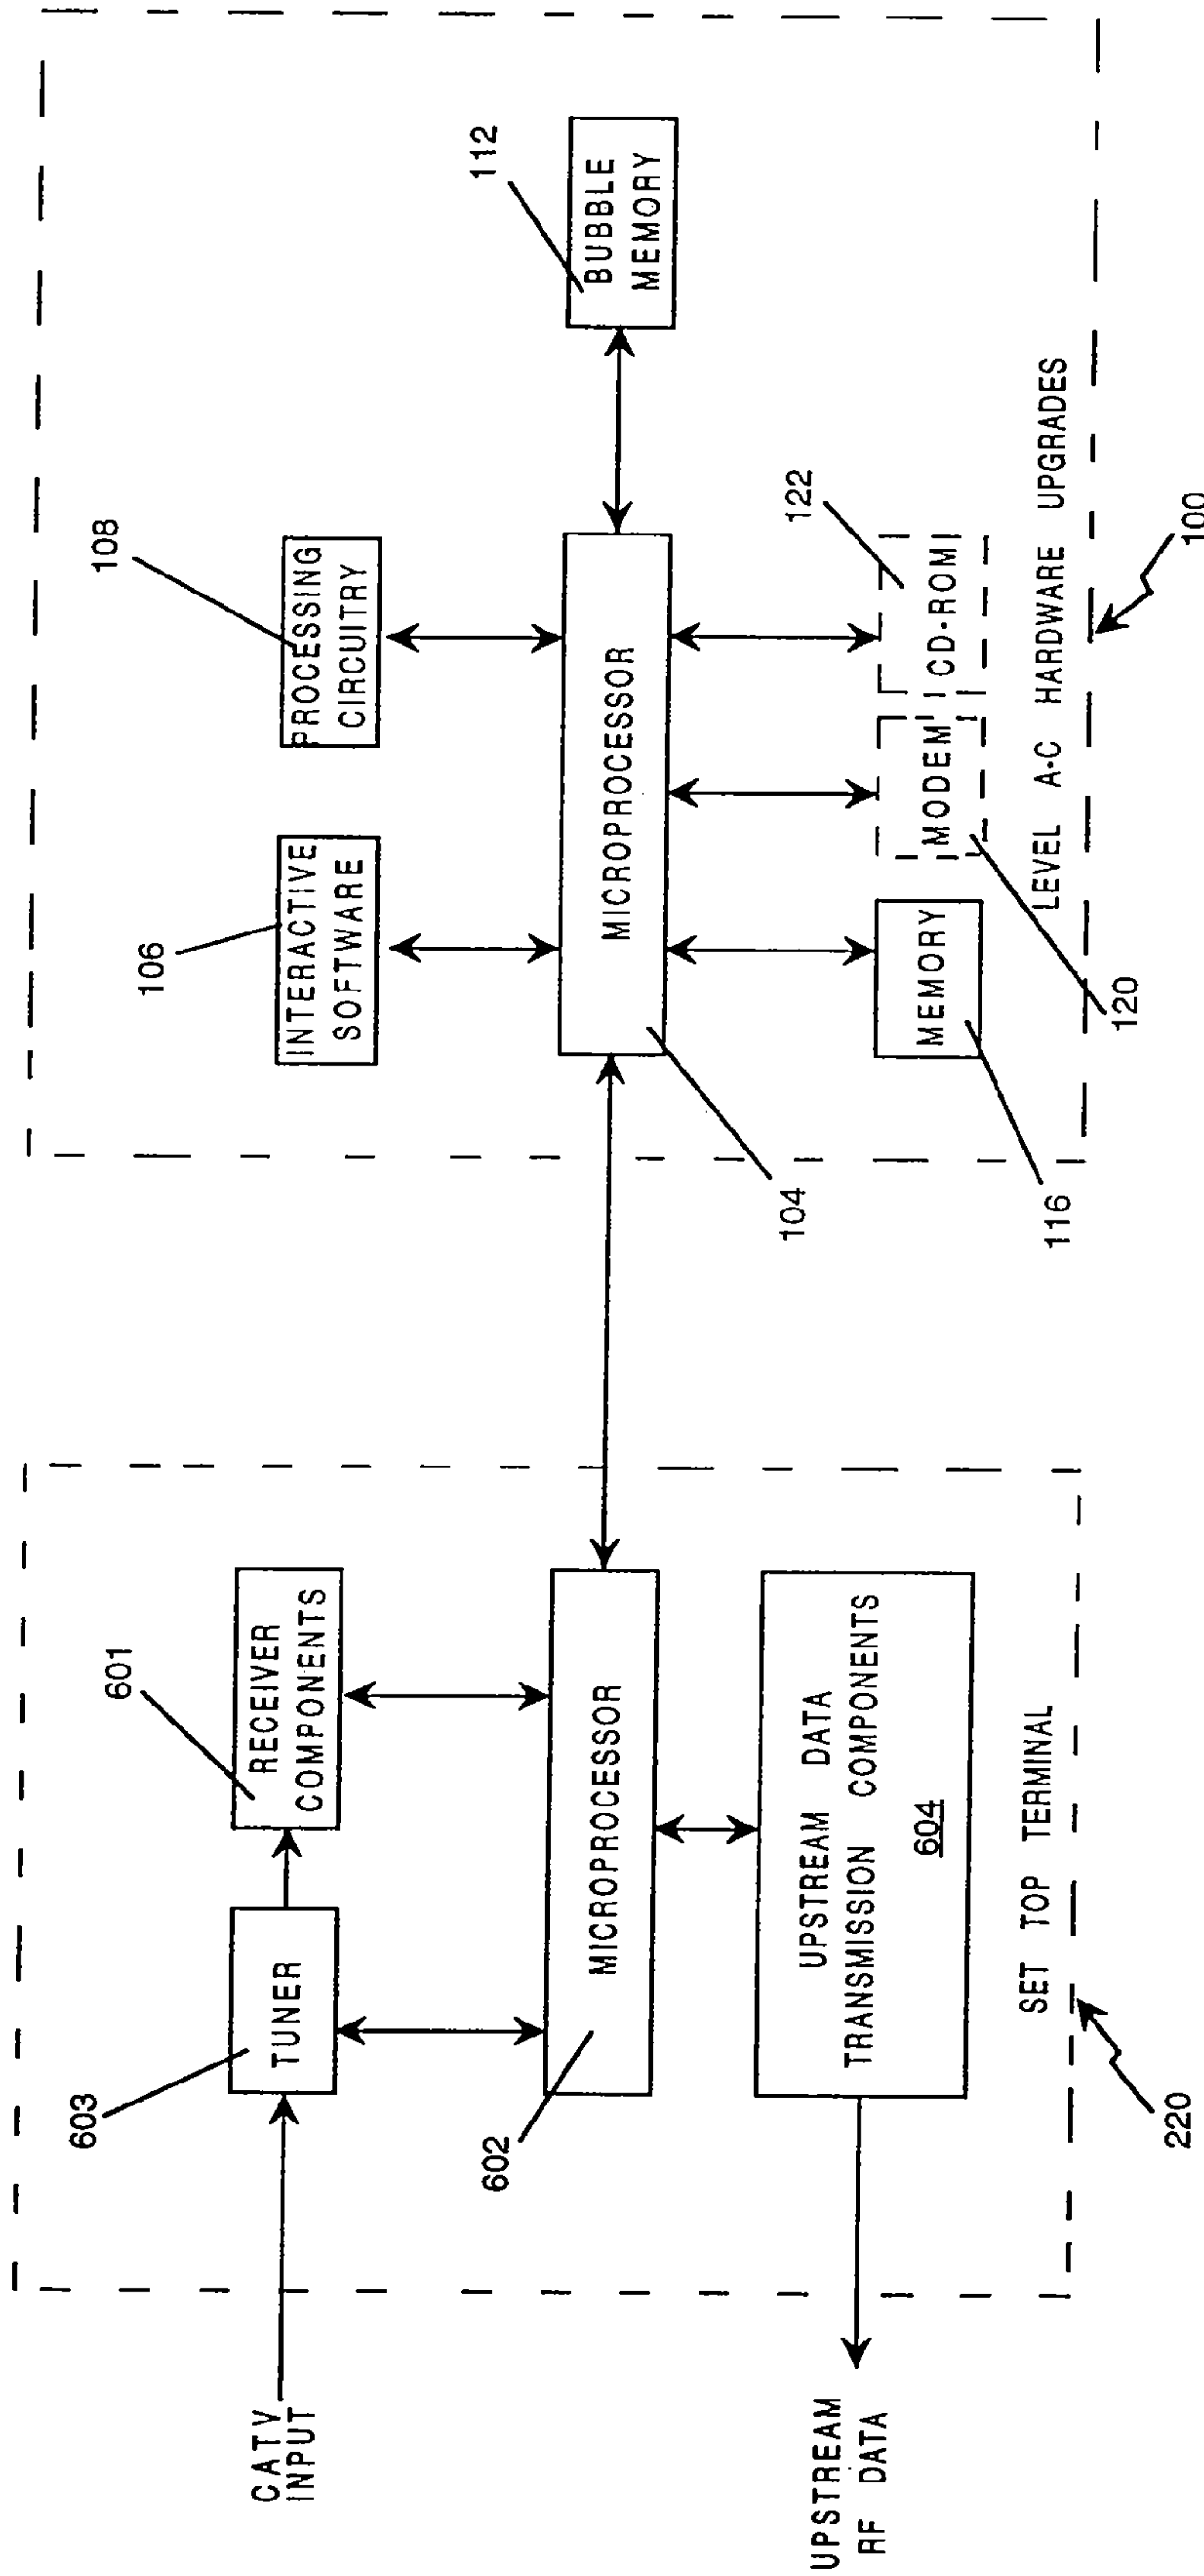 CATV
INPUT
603
TUNER
601
RECEIVER
COMPONENTS
602
MICROPROCESSOR
UPSTREAM DATA
TRANSMISSION COMPONENTS
604
UPSTREAM
RF DATA
SET TOP TERMINAL
220
106
INTERACTIVE
SOFTWARE
108
PROCESSING
CIRCUITRY
MICROPROCESSOR
104
112
BUBBLE
MEMORY
MEMORY
116
MODEM
120
CD-ROM
122
LEVEL A-C HARDWARE UPGRADES
100